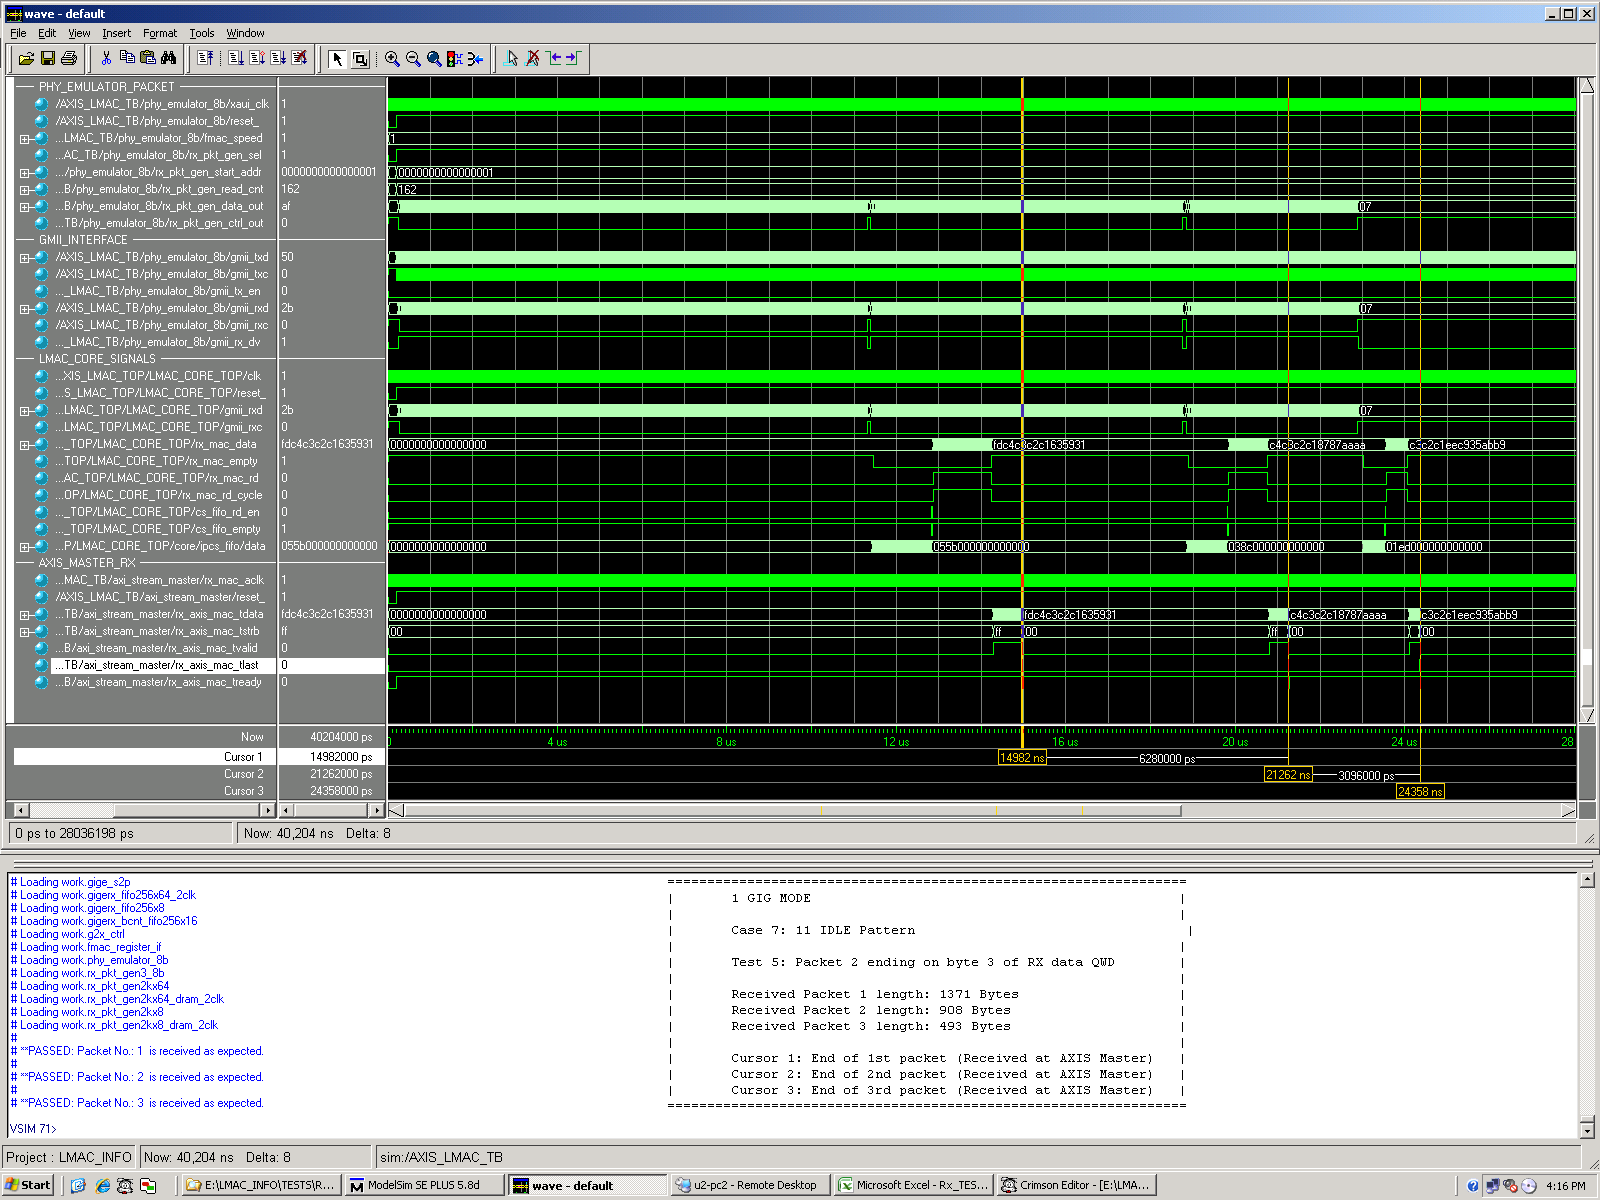 wave - default
File Edit View Insert Format Tools Window
PHY_EMULATOR_PACKET
/AXIS_LMAC_TB/phy_emulator_8b/xaui_clk 1
/AXIS_LMAC_TB/phy_emulator_8b/reset_ 1
...LMAC_TB/phy_emulator_8b/fmac_speed 1 1
...AC_TB/phy_emulator_8b/rx_pkt_gen_sel 1
.../phy_emulator_8b/rx_pkt_gen_start_addr 0000000000000001 0000000000000001
...B/phy_emulator_8b/rx_pkt_gen_read_cnt 162 162
...B/phy_emulator_8b/rx_pkt_gen_data_out af 07
...TB/phy_emulator_8b/rx_pkt_gen_ctrl_out 0
GMII_INTERFACE
/AXIS_LMAC_TB/phy_emulator_8b/gmii_txd 50
/AXIS_LMAC_TB/phy_emulator_8b/gmii_txc 0
..._LMAC_TB/phy_emulator_8b/gmii_tx_en 0
/AXIS_LMAC_TB/phy_emulator_8b/gmii_rxd 2b 07
/AXIS_LMAC_TB/phy_emulator_8b/gmii_rxc 0
..._LMAC_TB/phy_emulator_8b/gmii_rx_dv 1
LMAC_CORE_SIGNALS
...XIS_LMAC_TOP/LMAC_CORE_TOP/clk 1
...S_LMAC_TOP/LMAC_CORE_TOP/reset_ 1
...LMAC_TOP/LMAC_CORE_TOP/gmii_rxd 2b 07
...LMAC_TOP/LMAC_CORE_TOP/gmii_rxc 0
..._TOP/LMAC_CORE_TOP/rx_mac_data fdc4c3c2c1635931 0000000000000000 fdc4c3c2c1635931 c4c3c2c18787aaaa c3c2c1eec935abb9
...TOP/LMAC_CORE_TOP/rx_mac_empty 1
...AC_TOP/LMAC_CORE_TOP/rx_mac_rd 0
...OP/LMAC_CORE_TOP/rx_mac_rd_cycle 0
..._TOP/LMAC_CORE_TOP/cs_fifo_rd_en 0
..._TOP/LMAC_CORE_TOP/cs_fifo_empty 1
...P/LMAC_CORE_TOP/core/ipcs_fifo/data 055b000000000000 0000000000000000 055b000000000000 038c000000000000 01ed000000000000
AXIS_MASTER_RX
...MAC_TB/axi_stream_master/rx_mac_aclk 1
/AXIS_LMAC_TB/axi_stream_master/reset_ 1
...TB/axi_stream_master/rx_axis_mac_tdata fdc4c3c2c1635931 0000000000000000 fdc4c3c2c1635931 c4c3c2c18787aaaa c3c2c1eec935abb9
...TB/axi_stream_master/rx_axis_mac_tstrb ff 00 ff 00 ff 00 00
...B/axi_stream_master/rx_axis_mac_tvalid 0
...TB/axi_stream_master/rx_axis_mac_tlast 0
...B/axi_stream_master/rx_axis_mac_tready 0
Now 40204000 ps 0 4 us 8 us 12 us 16 us 20 us 24 us 28
Cursor 1 14982000 ps 14982 ns 6280000 ps
Cursor 2 21262000 ps 21262 ns 3096000 ps
Cursor 3 24358000 ps 24358 ns
0 ps to 28036198 ps Now: 40,204 ns Delta: 8
# Loading work.gige_s2p
# Loading work.gigerx_fifo256x64_2clk
# Loading work.gigerx_fifo256x8
# Loading work.gigerx_bcnt_fifo256x16
# Loading work.g2x_ctrl
# Loading work.fmac_register_if
# Loading work.phy_emulator_8b
# Loading work.rx_pkt_gen3_8b
# Loading work.rx_pkt_gen2kx64
# Loading work.rx_pkt_gen2kx64_dram_2clk
# Loading work.rx_pkt_gen2kx8
# Loading work.rx_pkt_gen2kx8_dram_2clk
#
# **PASSED: Packet No.: 1 is received as expected.
#
# **PASSED: Packet No.: 2 is received as expected.
#
# **PASSED: Packet No.: 3 is received as expected.
VSIM 71>
1 GIG MODE
Case 7: 11 IDLE Pattern
Test 5: Packet 2 ending on byte 3 of RX data QWD
Received Packet 1 length: 1371 Bytes
Received Packet 2 length: 908 Bytes
Received Packet 3 length: 493 Bytes
Cursor 1: End of 1st packet (Received at AXIS Master)
Cursor 2: End of 2nd packet (Received at AXIS Master)
Cursor 3: End of 3rd packet (Received at AXIS Master)
Project : LMAC_INFO Now: 40,204 ns Delta: 8 sim:/AXIS_LMAC_TB
Start E:\LMAC_INFO\TESTS\R... ModelSim SE PLUS 5.8d wave - default u2-pc2 - Remote Desktop Microsoft Excel - Rx_TES... Crimson Editor - [E:\LMA... 4:16 PM